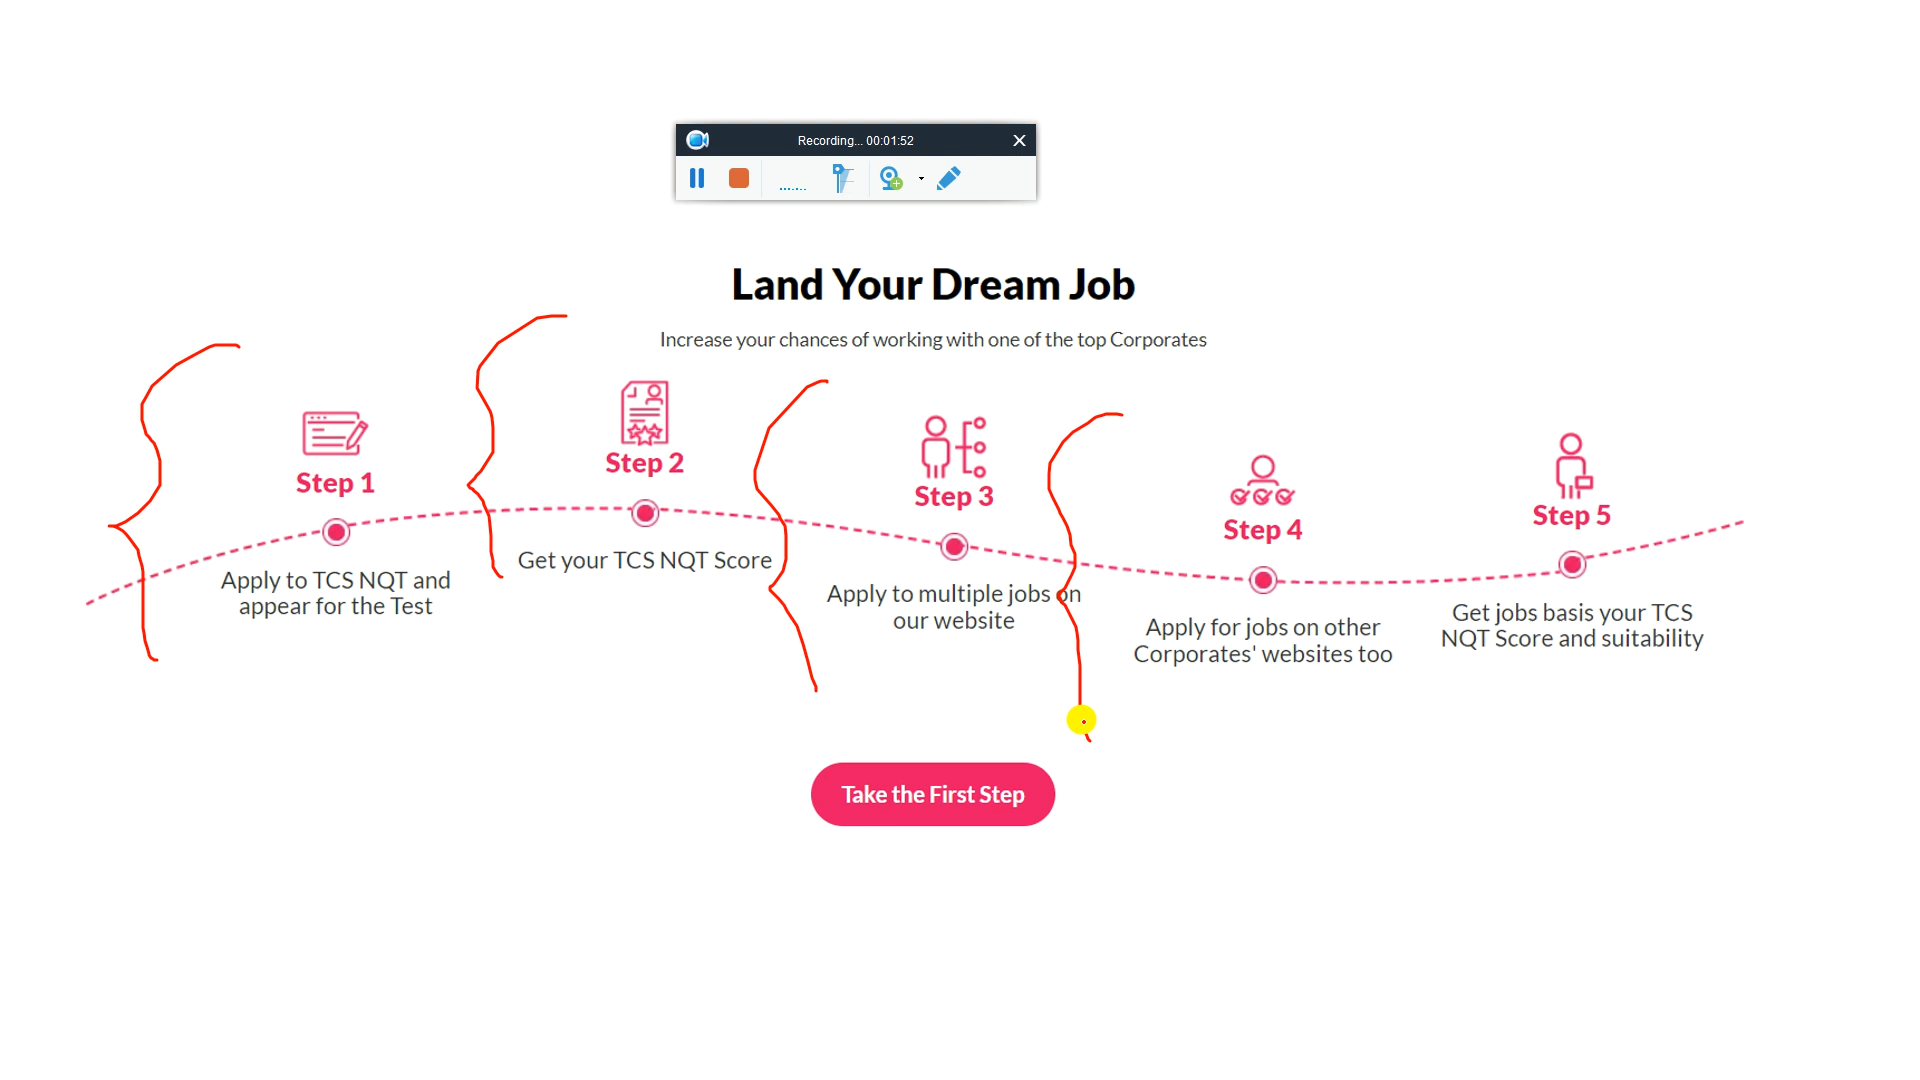 Recording... 00:01:52
Land Your Dream Job
Increase your chances of working with one of the top Corporates
Step 1
Apply to TCS NQT and
appear for the Test
Step 2
Get your TCS NQT Score
Step 3
Apply to multiple jobs on
our website
Step 4
Apply for jobs on other
Corporates' websites too
Step 5
Get jobs basis your TCS
NQT Score and suitability
Take the First Step